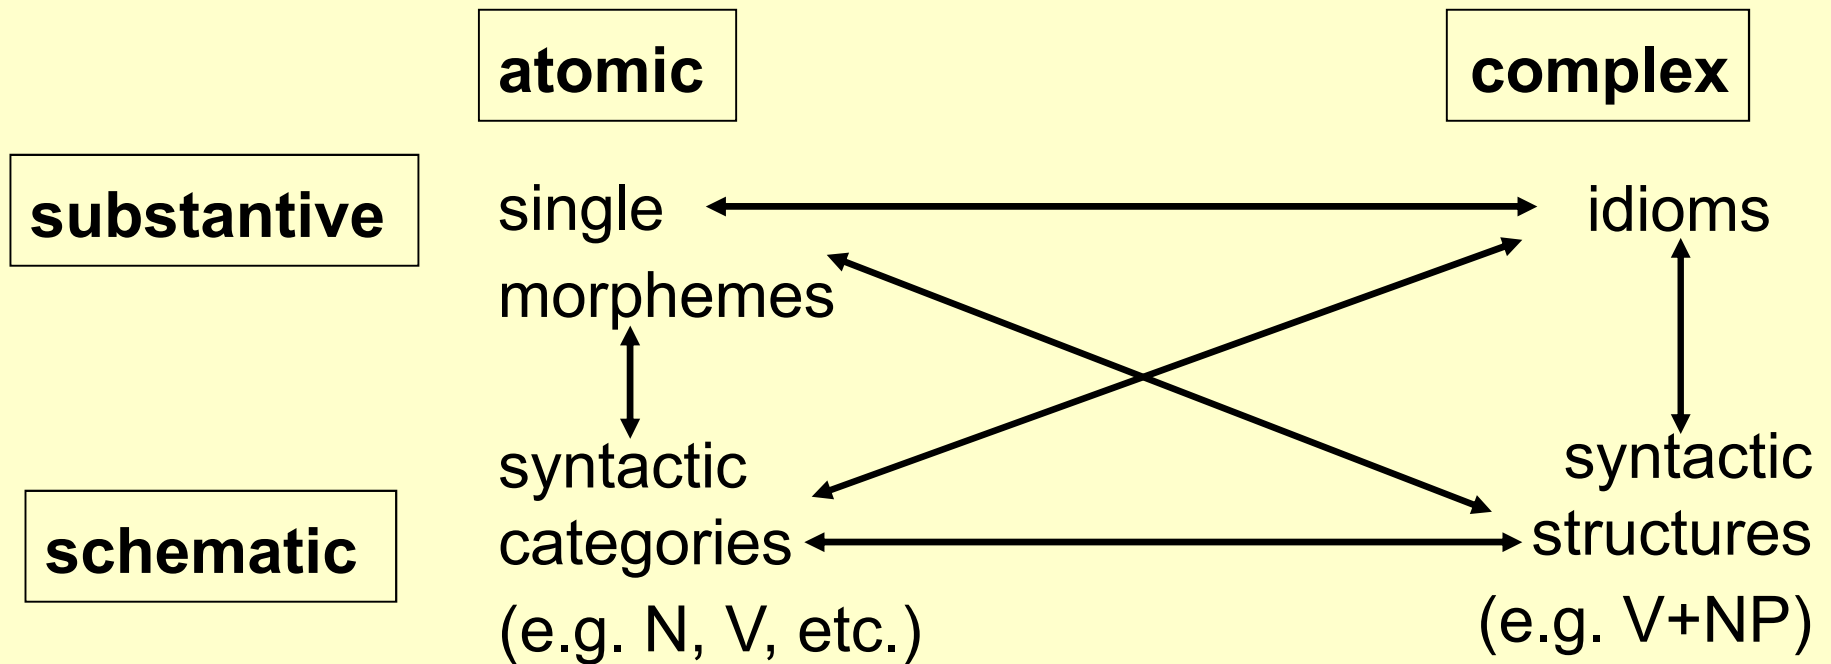 atomic
complex
substantive
single
idioms
morphemes
syntactic
syntactic
schematic
categories
structures
(e.g. N, V, etc.)
(e.g. V+NP)